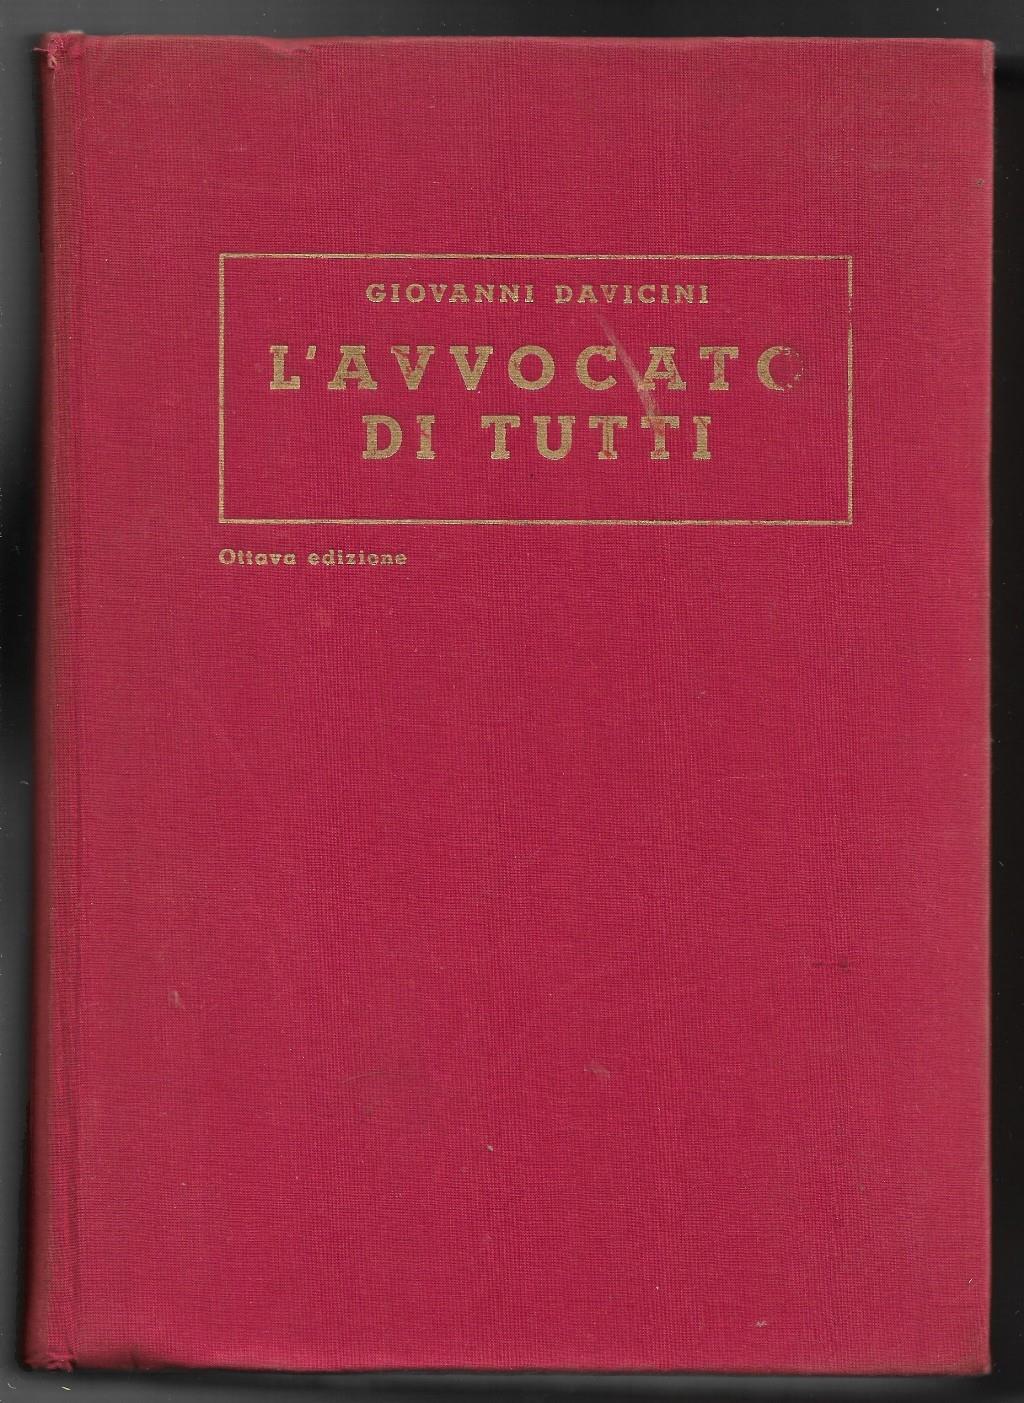 GIOVANNI DAVICINI
L'AVVOCATO
DI TUTTI
Ottava edizione